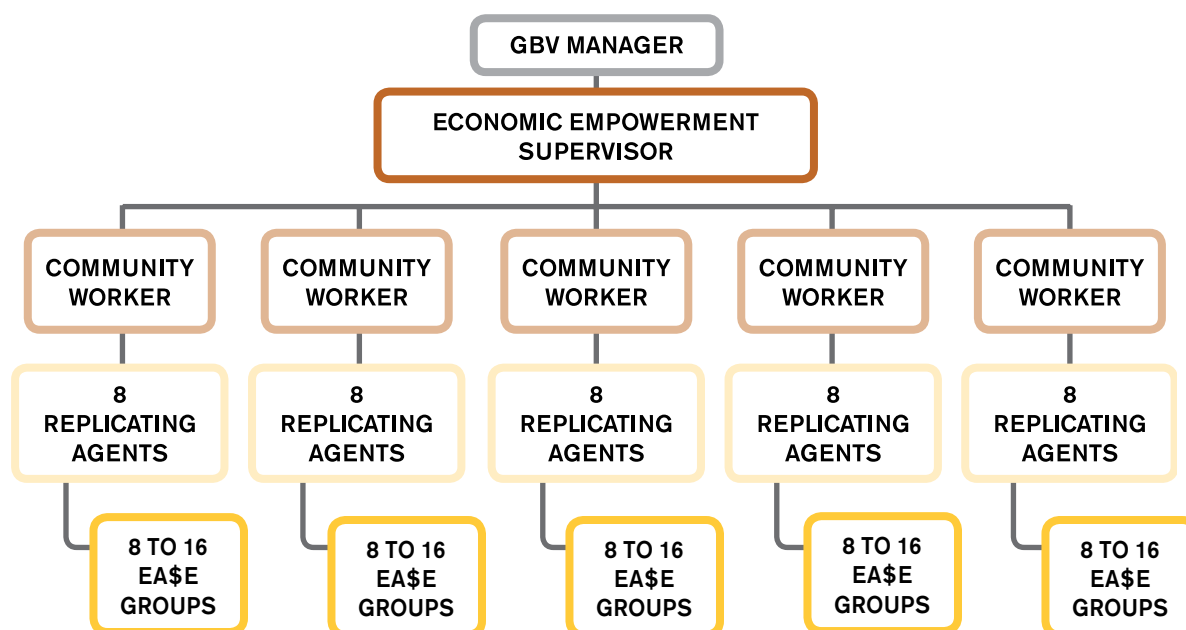 GBV MANAGER
ECONOMIC EMPOWERMENT
SUPERVISOR
COMMUNITY
WORKER
COMMUNITY
WORKER
COMMUNITY
WORKER
COMMUNITY
WORKER
COMMUNITY
WORKER
8
REPLICATING
AGENTS
8
REPLICATING
AGENTS
8
REPLICATING
AGENTS
8
REPLICATING
AGENTS
8
REPLICATING
AGENTS
8 TO 16
EA$E
GROUPS
8 TO 16
EA$E
GROUPS
8 TO 16
EA$E
GROUPS
8 TO 16
EA$E
GROUPS
8 TO 16
EA$E
GROUPS